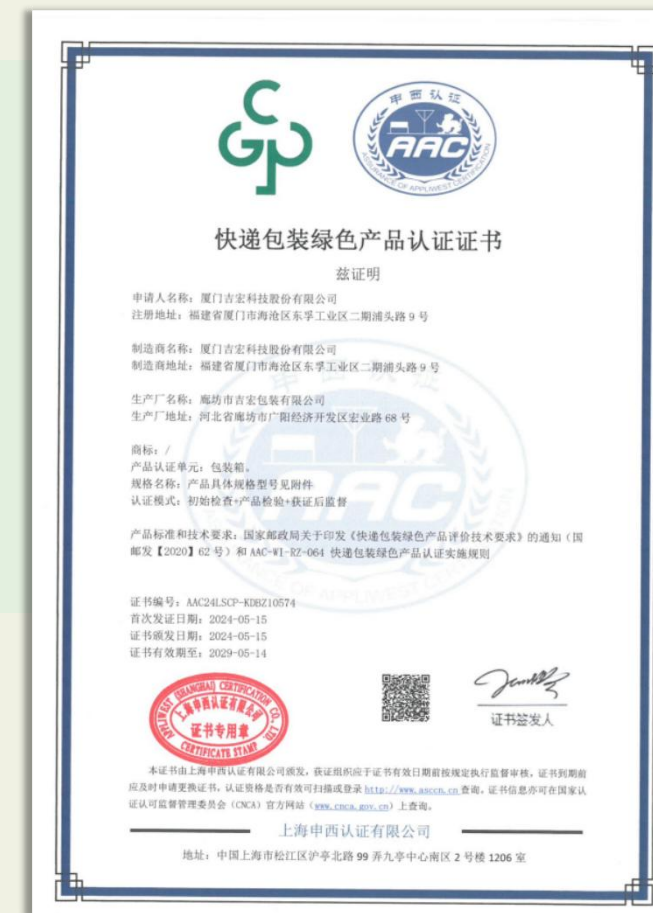 CGP
申西认证
AAC
ASSURANCE OF APPLIWEST CERTIFICATION
快递包装绿色产品认证证书
兹证明
申请人名称：厦门吉宏科技股份有限公司
注册地址：福建省厦门市海沧区东孚工业区二期浦头路 9 号
制造商名称：厦门吉宏科技股份有限公司
制造商地址：福建省厦门市海沧区东孚工业区二期浦头路 9 号
生产厂名称：廊坊市吉宏包装有限公司
生产厂地址：河北省廊坊市广阳经济开发区宏业路 68 号
商标：/
产品认证单元：包装箱。
规格名称：产品具体规格型号见附件
认证模式：初始检查+产品检验+获证后监督
产品标准和技术要求：国家邮政局关于印发《快递包装绿色产品评价技术要求》的通知（国
邮发【2020】62 号）和 AAC-WI-RZ-064 快递包装绿色产品认证实施规则
证书编号：AAC24LSCP-KDBZ10574
首次发证日期：2024-05-15
证书颁发日期：2024-05-15
证书有效期至：2029-05-14
APPLIWEST (SHANGHAI) CERTIFICATION CO., LTD
上海申西认证有限公司
证书专用章
CERTIFICATE STAMP
证书签发人
本证书由上海申西认证有限公司颁发，获证组织应于证书有效日期前按规定执行监督审核，证书到期前
应及时申请更换证书，认证资格是否有效可扫描或登录 http://www.asccn.cn 查询，证书信息亦可在国家认
证认可监督管理委员会（CNCA）官方网站（www.cnca.gov.cn）上查询。
上海申西认证有限公司
地址：中国上海市松江区沪亭北路 99 弄九亭中心南区 2 号楼 1206 室